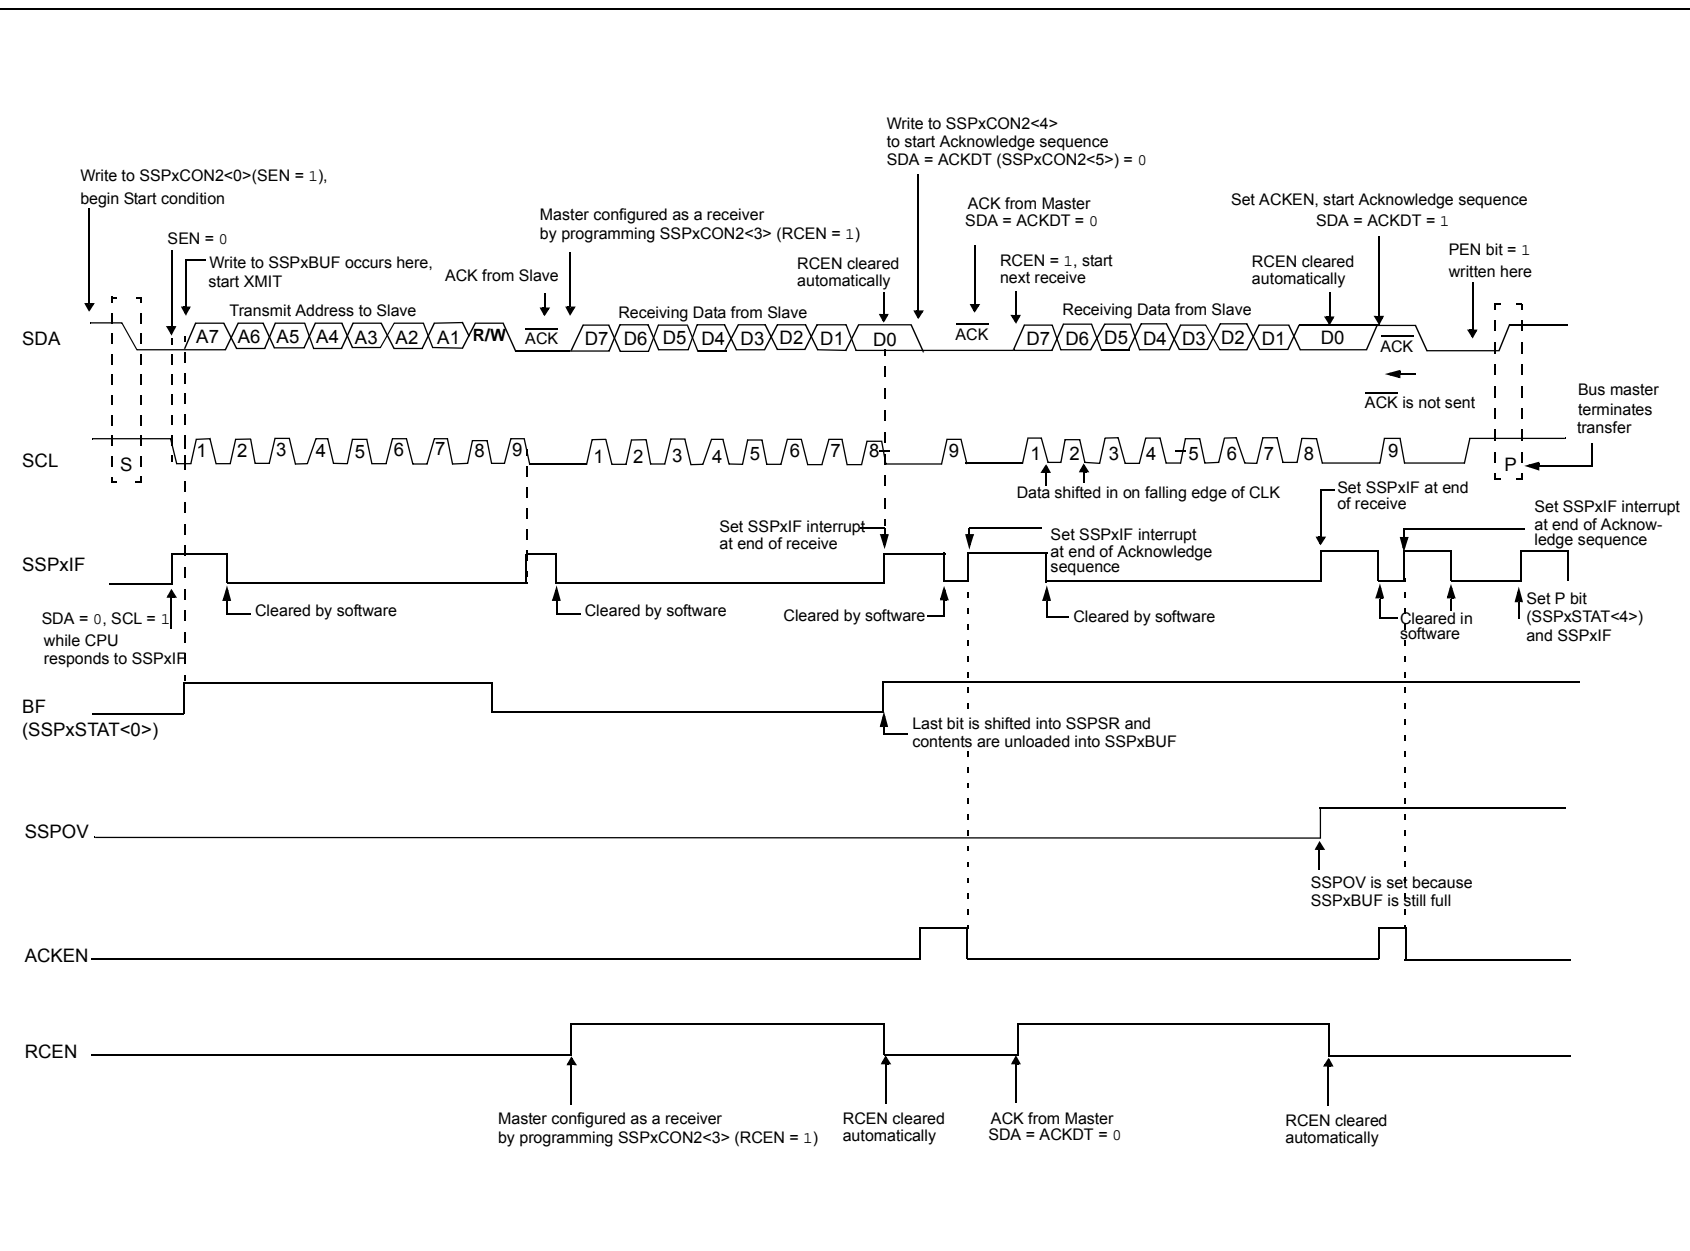 Write to SSPxCON2<4>
to start Acknowledge sequence
SDA = ACKDT (SSPxCON2<5>) = 0
Write to SSPxCON2<0>(SEN = 1),
begin Start condition
ACK from Master
SDA = ACKDT = 0
Set ACKEN, start Acknowledge sequence
SDA = ACKDT = 1
Master configured as a receiver
by programming SSPxCON2<3> (RCEN = 1)
SEN = 0
PEN bit = 1
written here
Write to SSPxBUF occurs here,
start XMIT
ACK from Slave
RCEN cleared
automatically
RCEN = 1, start
next receive
RCEN cleared
automatically
Transmit Address to Slave
Receiving Data from Slave
Receiving Data from Slave
SDA
A7 A6 A5 A4 A3 A2 A1 R/W ACK D7 D6 D5 D4 D3 D2 D1 D0 ACK D7 D6 D5 D4 D3 D2 D1 D0 ACK
ACK is not sent
Bus master
terminates
transfer
SCL
S 1 2 3 4 5 6 7 8 9 1 2 3 4 5 6 7 8 9 1 2 3 4 5 6 7 8 9 P
Data shifted in on falling edge of CLK
Set SSPxIF at end
of receive
Set SSPxIF interrupt
at end of receive
Set SSPxIF interrupt
at end of Acknowledge
sequence
Set SSPxIF interrupt
at end of Acknow-
ledge sequence
SSPxIF
SDA = 0, SCL = 1
while CPU
responds to SSPxIF
Cleared by software
Cleared by software
Cleared by software
Cleared by software
Cleared in
software
Set P bit
(SSPxSTAT<4>)
and SSPxIF
BF
(SSPxSTAT<0>)
Last bit is shifted into SSPSR and
contents are unloaded into SSPxBUF
SSPOV
SSPOV is set because
SSPxBUF is still full
ACKEN
RCEN
Master configured as a receiver
by programming SSPxCON2<3> (RCEN = 1)
RCEN cleared
automatically
ACK from Master
SDA = ACKDT = 0
RCEN cleared
automatically